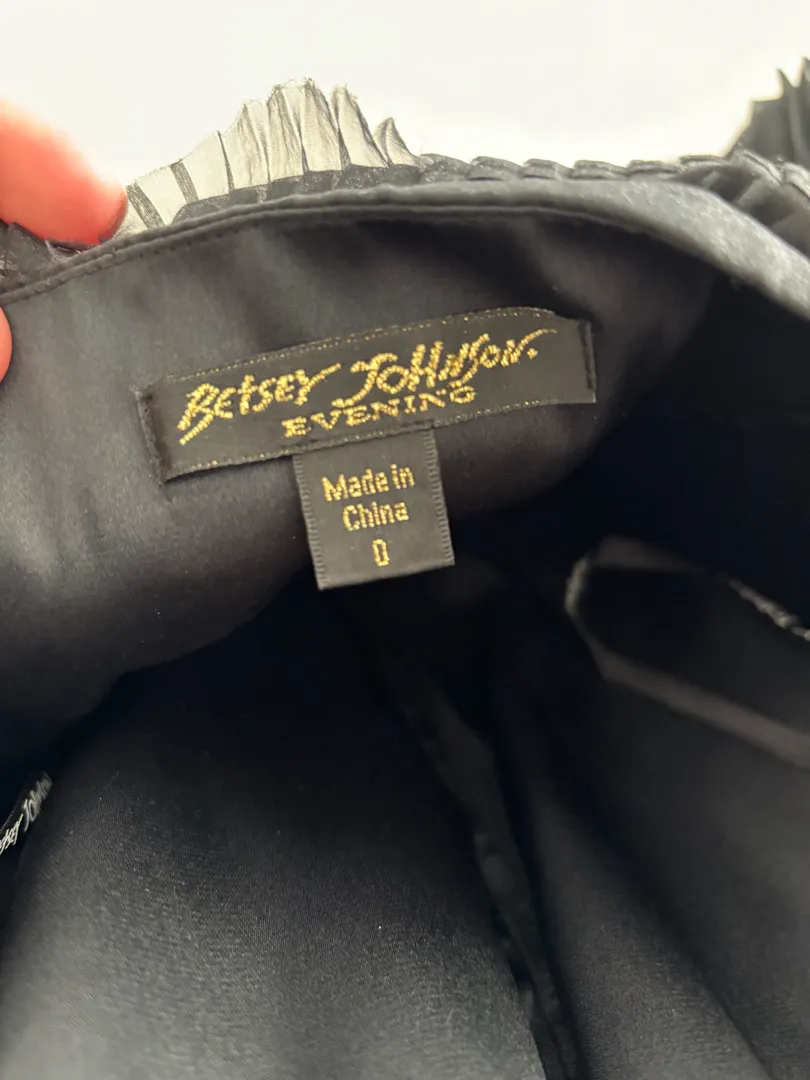 Betsey Johnson.
EVENING
Made in
China
0